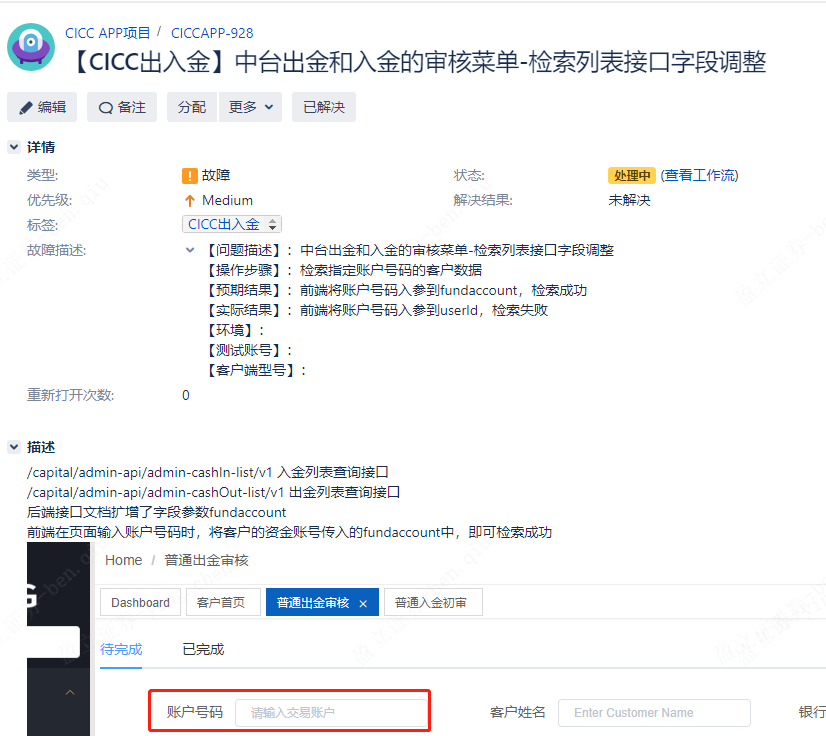 CICC APP项目 / CICCAPP-928
【CICC出入金】中台出金和入金的审核菜单-检索列表接口字段调整
编辑 备注 分配 更多 已解决
详情
类型: 故障 状态: 处理中 (查看工作流)
优先级: Medium 解决结果: 未解决
标签: CICC出入金
故障描述: 【问题描述】：中台出金和入金的审核菜单-检索列表接口字段调整
【操作步骤】：检索指定账户号码的客户数据
【预期结果】：前端将账户号码入参到fundaccount，检索成功
【实际结果】：前端将账户号码入参到userId，检索失败
【环境】：
【测试账号】：
【客户端型号】：
重新打开次数: 0
描述
/capital/admin-api/admin-cashIn-list/v1 入金列表查询接口
/capital/admin-api/admin-cashOut-list/v1 出金列表查询接口
后端接口文档扩增了字段参数fundaccount
前端在页面输入账户号码时，将客户的资金账号传入的fundaccount中，即可检索成功
G
Home / 普通出金审核
Dashboard 客户首页 普通出金审核 × 普通入金初审
待完成 已完成
账户号码 请输入交易账户 客户姓名 Enter Customer Name 银行